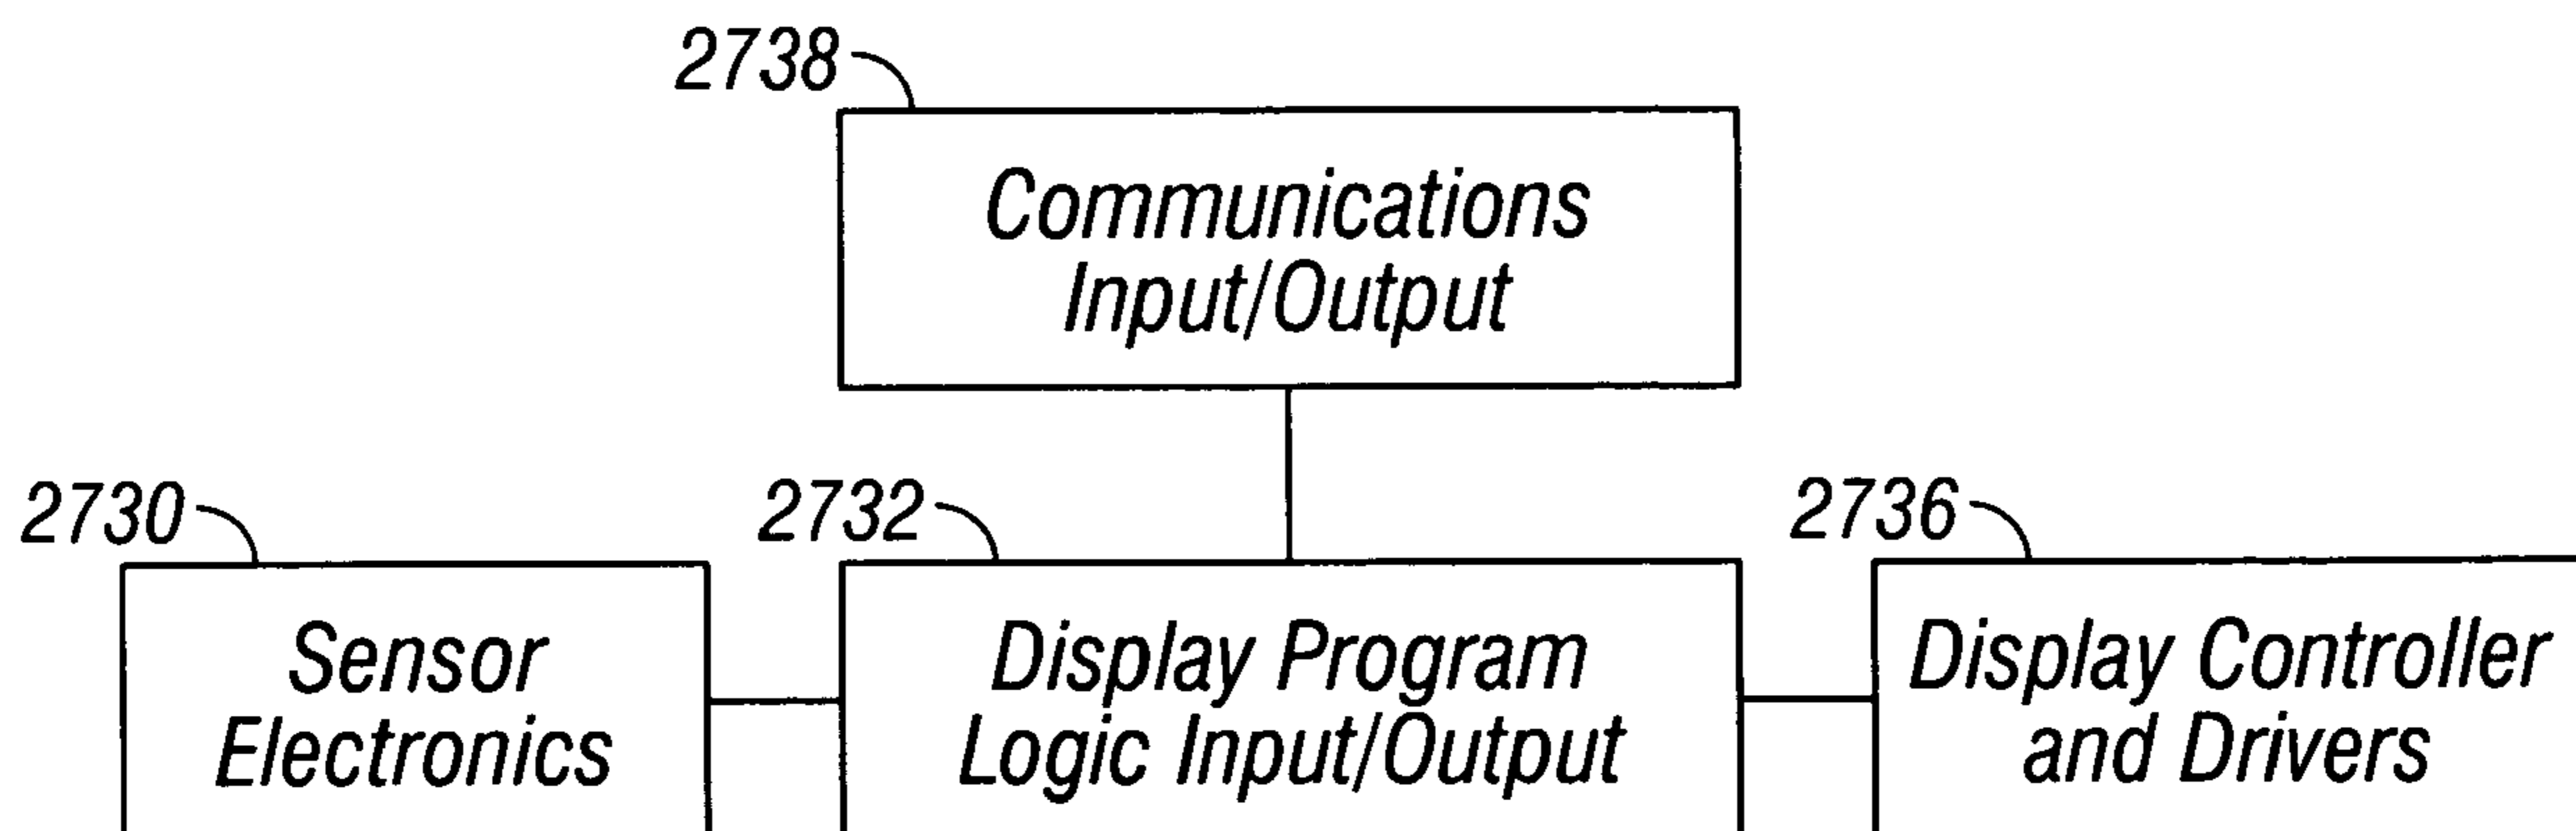 2738
Communications
Input/Output
2730
2732
2736
Sensor
Electronics
Display Program
Logic Input/Output
Display Controller
and Drivers